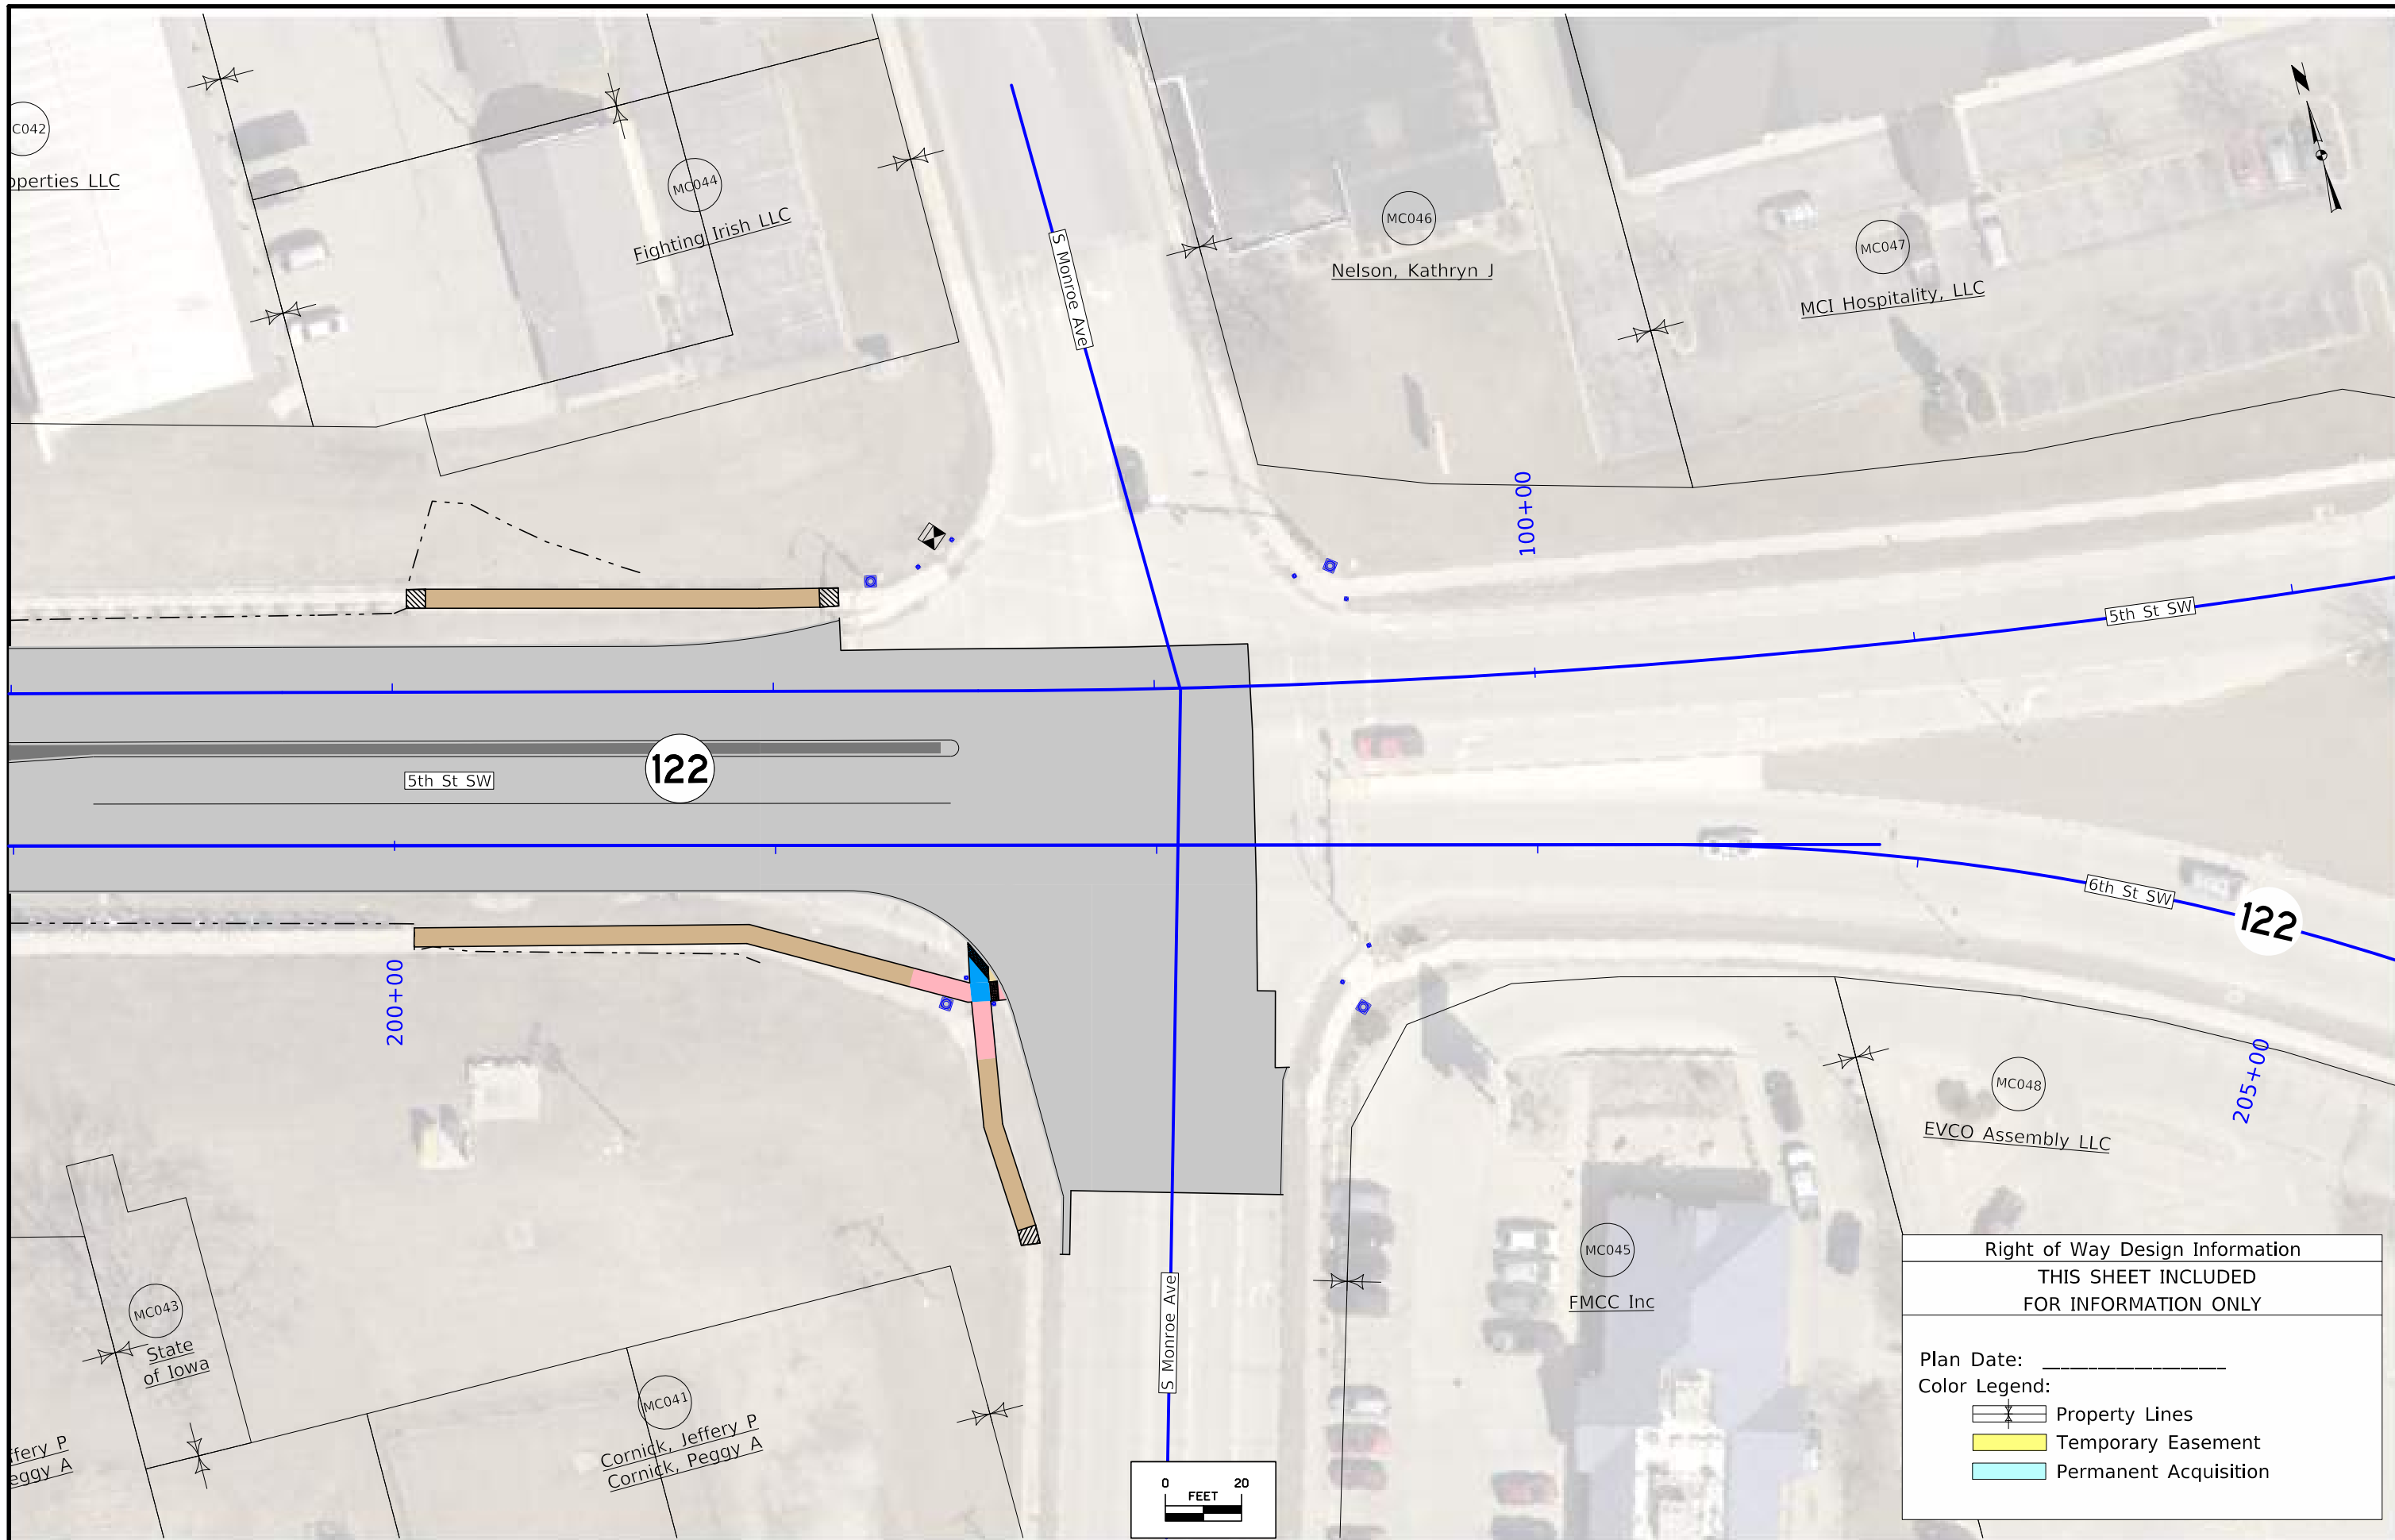 C042
perties LLC
MC044
Fighting Irish LLC
S Monroe Ave
MC046
Nelson, Kathryn J
MC047
MCI Hospitality, LLC
N
100+00
5th St SW
5th St SW
122
6th St SW
122
200+00
205+00
MC048
EVCO Assembly LLC
MC043
State
of Iowa
MC041
Cornick, Jeffery P
Cornick, Peggy A
ffery P
eggy A
S Monroe Ave
MC045
FMCC Inc
0 20
FEET
Right of Way Design Information
THIS SHEET INCLUDED
FOR INFORMATION ONLY
Plan Date: ____________________
Color Legend:
Property Lines
Temporary Easement
Permanent Acquisition